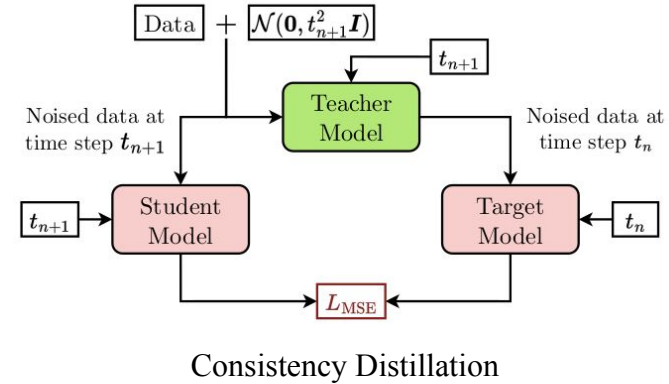 Data + 𝒩(𝟎, t²ₙ₊₁𝑰)
tₙ₊₁
Teacher
Model
Noised data at
time step tₙ₊₁
Noised data at
time step tₙ
tₙ₊₁
Student
Model
Target
Model
tₙ
L_MSE
Consistency Distillation